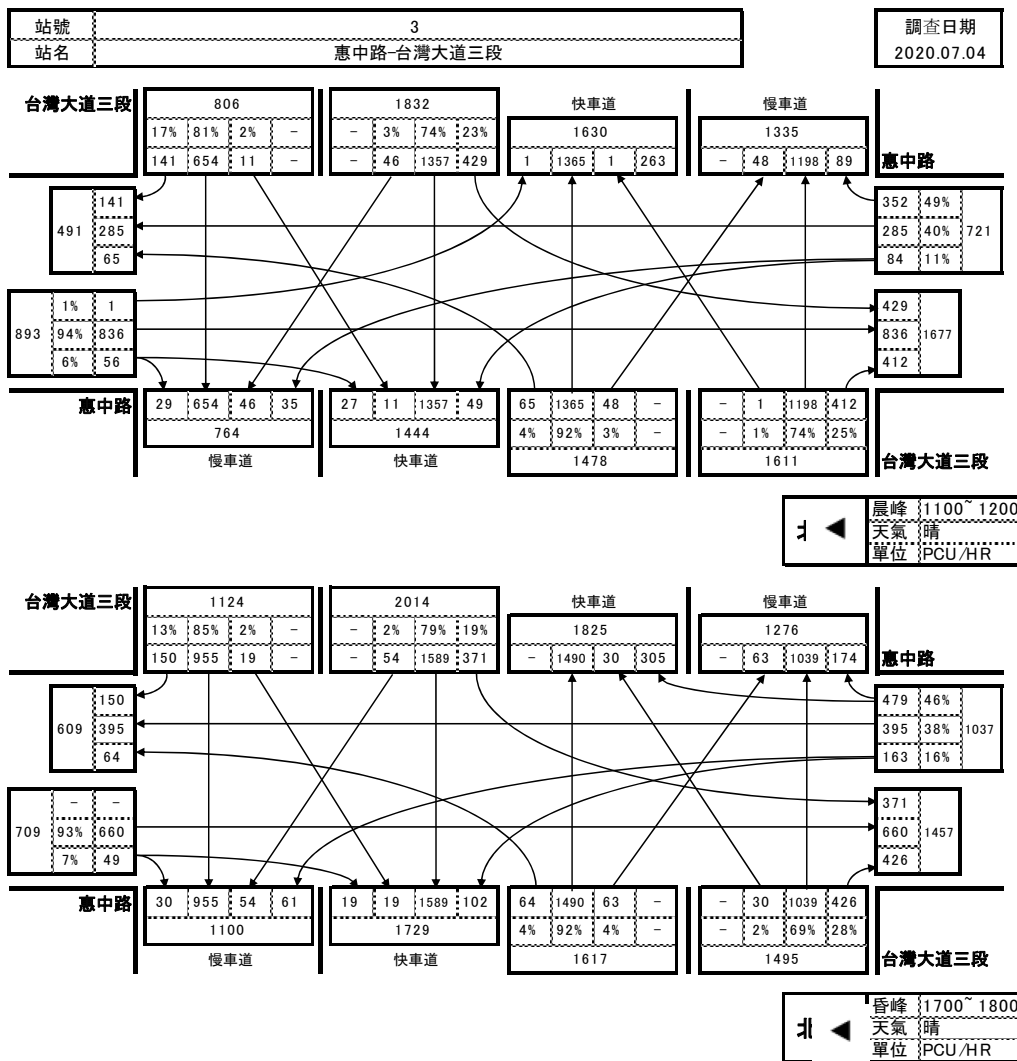 站號 3 調查日期
站名 惠中路-台灣大道三段 2020.07.04
台灣大道三段 806 1832 快車道 慢車道
1630 1335
17% 81% 2% - - 3% 74% 23%
141 654 11 - - 46 1357 429 1 1365 1 263 - 48 1198 89 惠中路
141 352 49%
491 285 285 40% 721
65 84 11%
1% 1 429
893 94% 836 836 1677
6% 56 412
惠中路 29 654 46 35 27 11 1357 49 65 1365 48 - - 1 1198 412
764 1444 4% 92% 3% - - 1% 74% 25%
慢車道 快車道 1478 1611 台灣大道三段
晨峰 1100~1200
北 天氣 晴
單位 PCU/HR
台灣大道三段 1124 2014 快車道 慢車道
1825 1276
13% 85% 2% - - 2% 79% 19%
150 955 19 - - 54 1589 371 - 1490 30 305 - 63 1039 174 惠中路
150 479 46%
609 395 395 38% 1037
64 163 16%
- - 371
709 93% 660 660 1457
7% 49 426
惠中路 30 955 54 61 19 19 1589 102 64 1490 63 - - 30 1039 426
1100 1729 4% 92% 4% - - 2% 69% 28%
慢車道 快車道 1617 1495 台灣大道三段
昏峰 1700~1800
北 天氣 晴
單位 PCU/HR